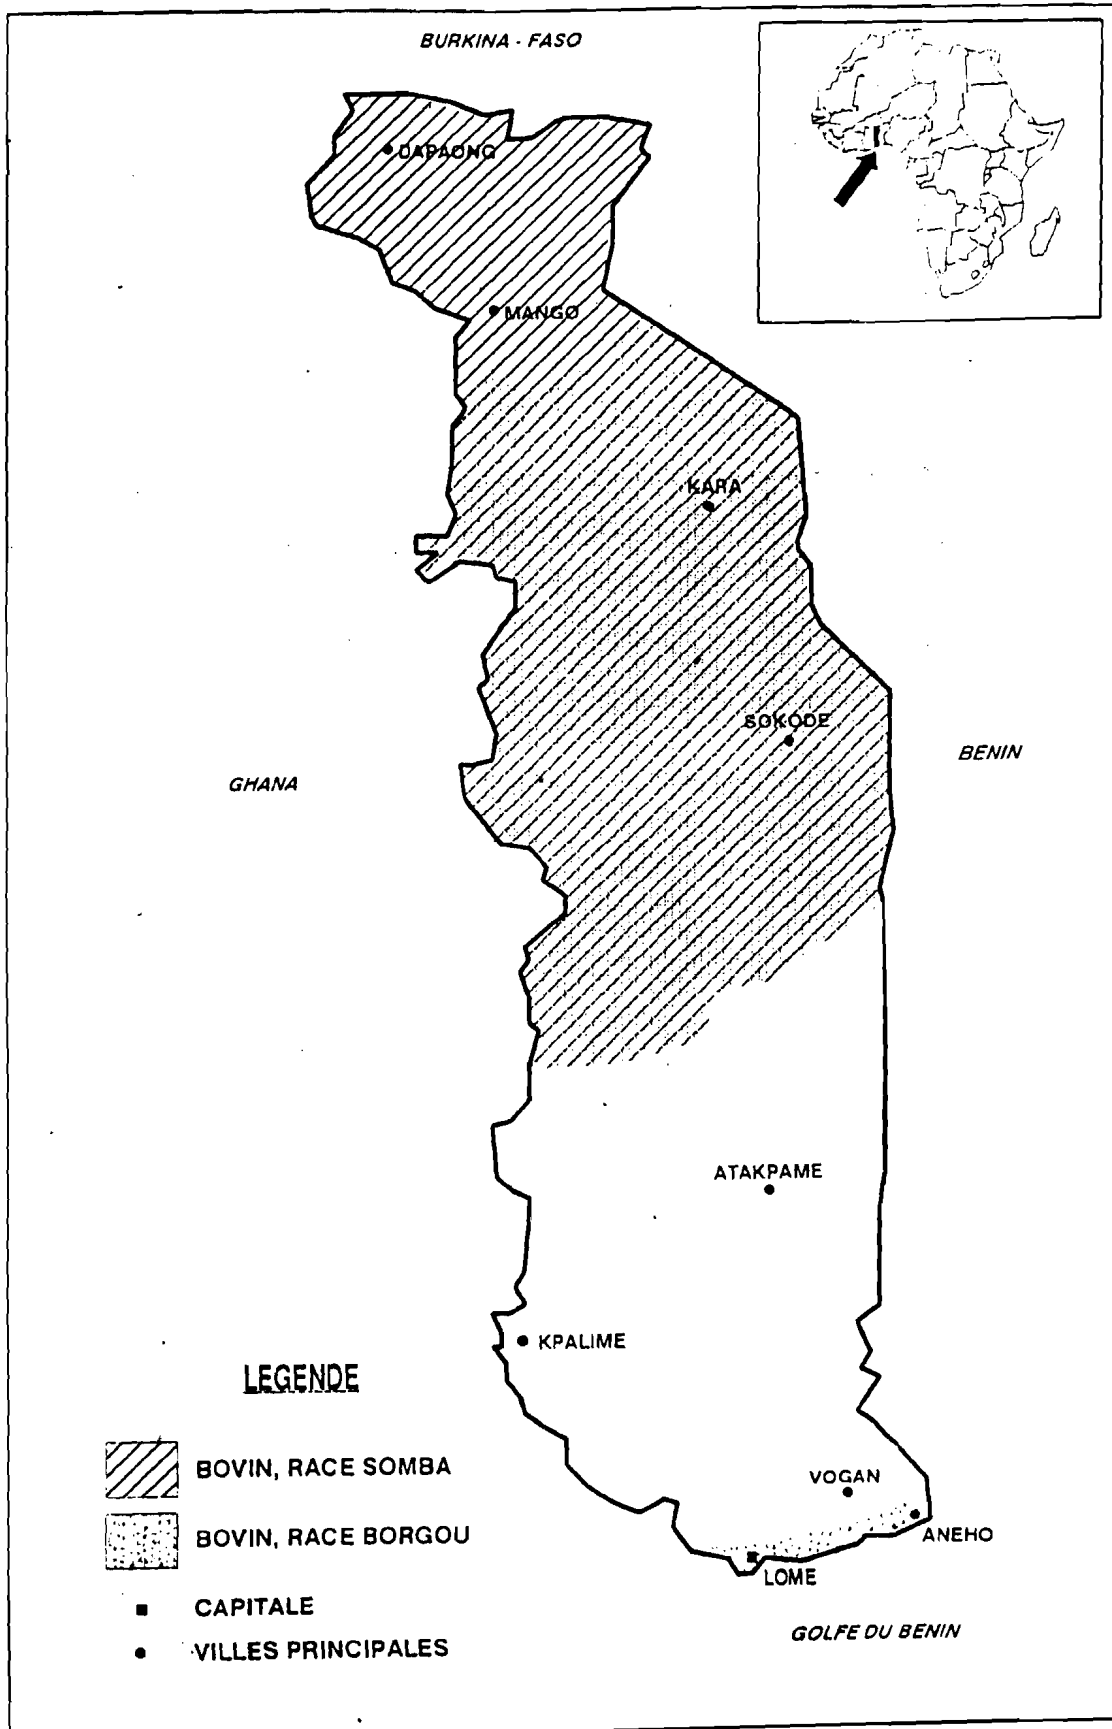 BURKINA - FASO
DAPAONG
MANGO
KARA
SOKODE
BENIN
GHANA
ATAKPAME
KPALIME
LEGENDE
BOVIN, RACE SOMBA
VOGAN
BOVIN, RACE BORGOU
ANEHO
LOME
CAPITALE
GOLFE DU BENIN
VILLES PRINCIPALES